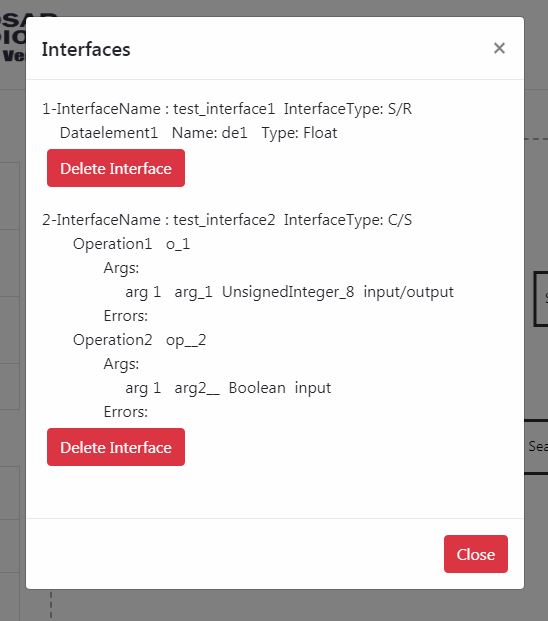 Interfaces ×
1-InterfaceName : test_interface1 InterfaceType: S/R
Dataelement1 Name: de1 Type: Float
Delete Interface
2-InterfaceName : test_interface2 InterfaceType: C/S
Operation1 o_1
Args:
arg 1 arg_1 UnsignedInteger_8 input/output
Errors:
Operation2 op__2
Args:
arg 1 arg2__ Boolean input
Errors:
Delete Interface
Close